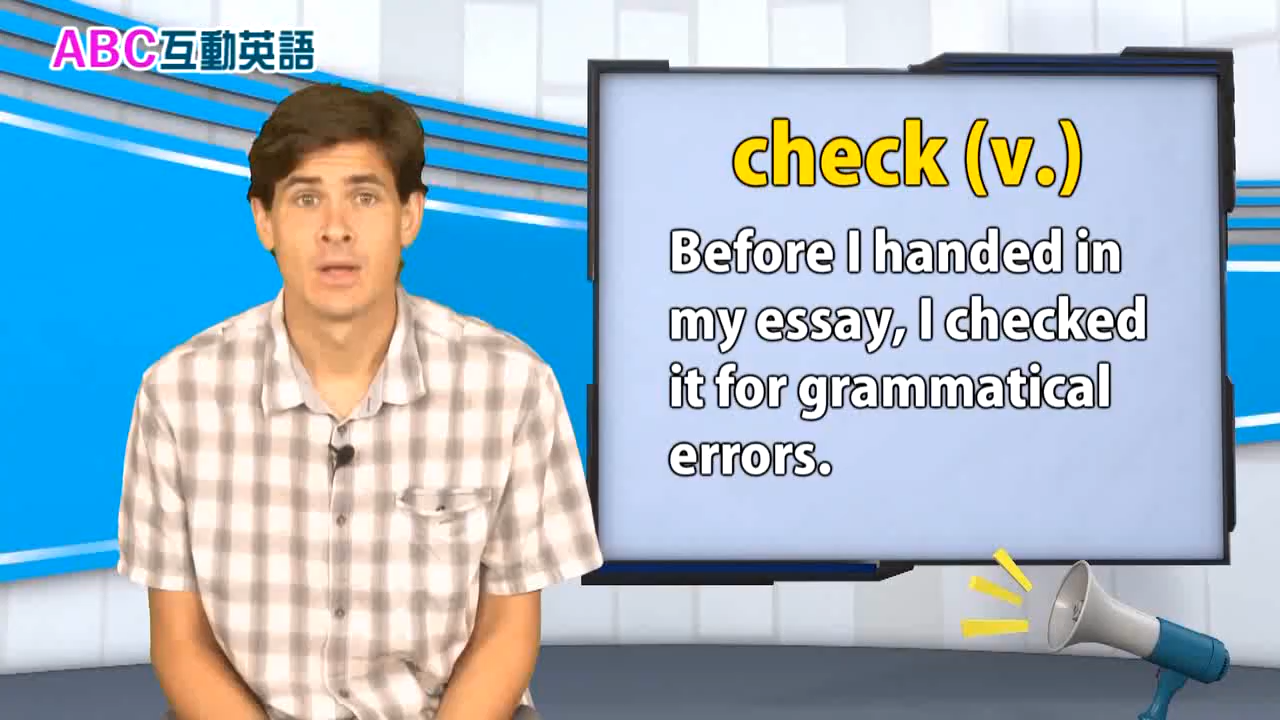 ABC互動英語
check (v.)
Before I handed in
my essay, I checked
it for grammatical
errors.